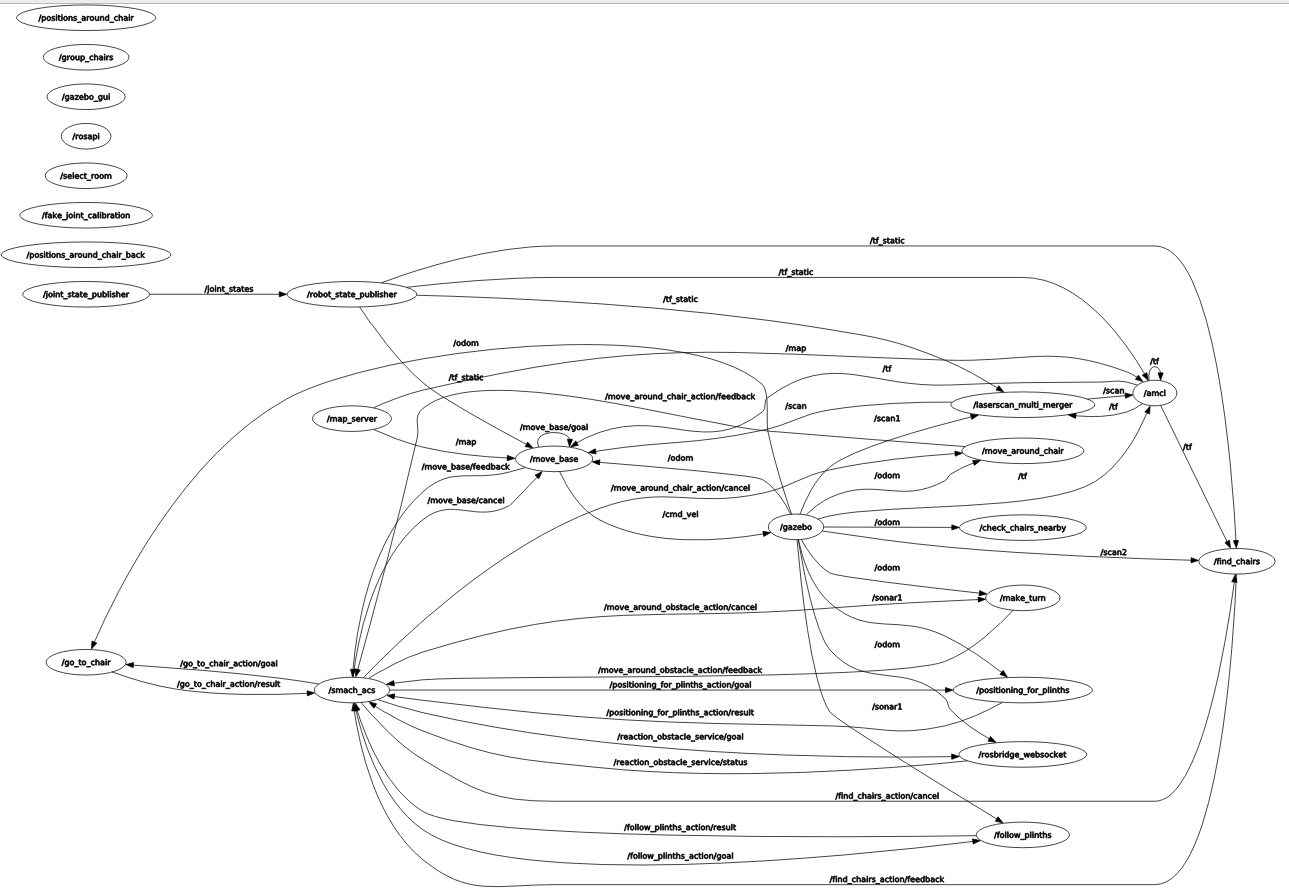 /positions_around_chair
/group_chairs
/gazebo_gui
/rosapi
/select_room
/fake_joint_calibration
/positions_around_chair_back
/tf_static
/tf_static
/joint_state_publisher
/joint_states
/robot_state_publisher
/tf_static
/odom
/map
/tf
/tf_static
/tf
/scan
/amcl
/move_around_chair_action/feedback
/scan
/laserscan_multi_merger
/tf
/map_server
/scan1
/move_base/goal
/map
/tf
/move_base
/odom
/move_around_chair
/move_base/feedback
/odom
/tf
/move_around_chair_action/cancel
/move_base/cancel
/cmd_vel
/gazebo
/odom
/check_chairs_nearby
/scan2
/find_chairs
/odom
/sonar1
/make_turn
/move_around_obstacle_action/cancel
/odom
/go_to_chair
/go_to_chair_action/goal
/move_around_obstacle_action/feedback
/go_to_chair_action/result
/smach_acs
/positioning_for_plinths_action/goal
/positioning_for_plinths
/sonar1
/positioning_for_plinths_action/result
/reaction_obstacle_service/goal
/rosbridge_websocket
/reaction_obstacle_service/status
/find_chairs_action/cancel
/follow_plinths_action/result
/follow_plinths
/follow_plinths_action/goal
/find_chairs_action/feedback